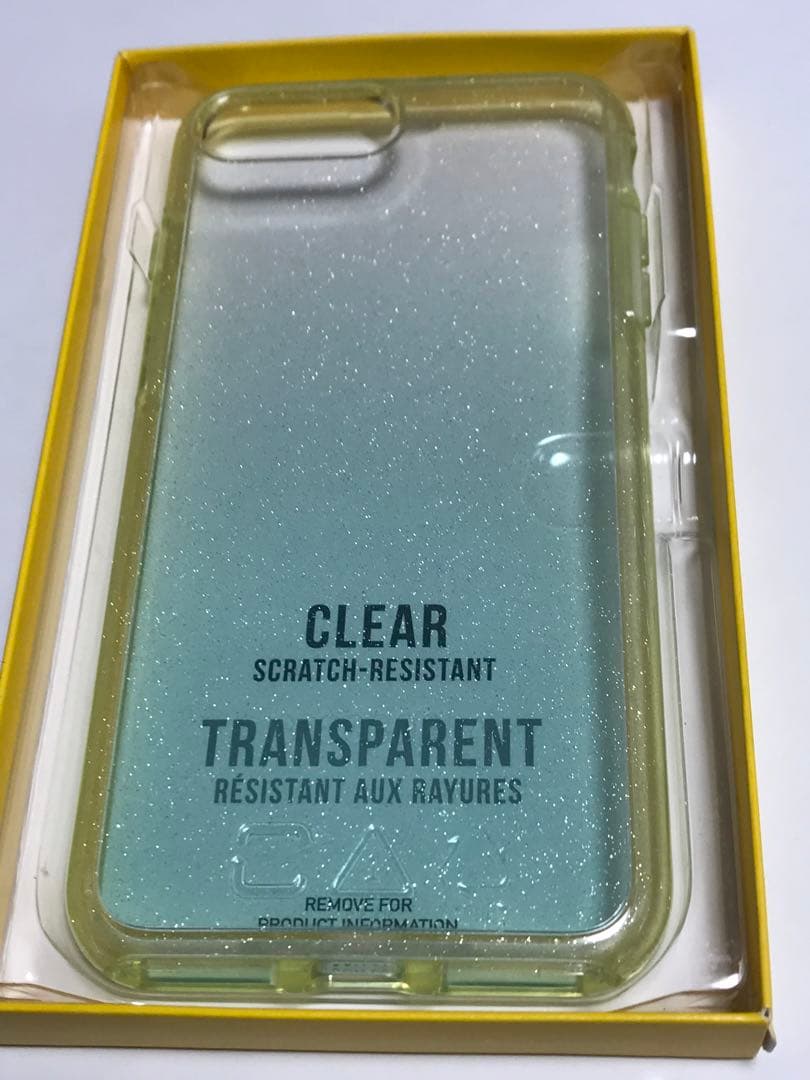 CLEAR
SCRATCH-RESISTANT
TRANSPARENT
RÉSISTANT AUX RAYURES
REMOVE FOR
PRODUCT INFORMATION